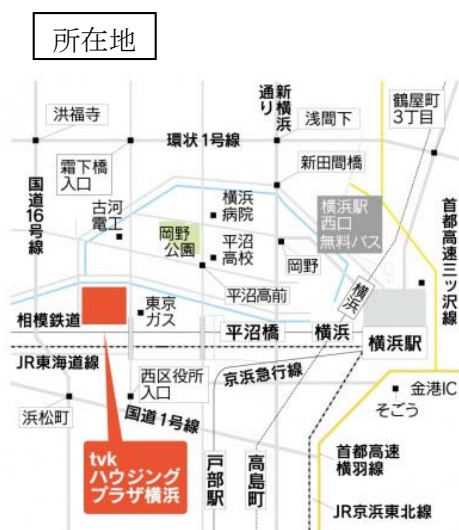 所在地
洪福寺
新横浜
通り
浅間下
鶴屋町
3丁目
環状1号線
霜下橋
入口
新田間橋
国道16号線
古河
電工
横浜
病院
岡野
公園
平沼
高校
岡野
横浜駅
西口
無料バス
首都高速三ツ沢線
横浜
平沼高前
東京
ガス
相模鉄道
平沼橋
横浜
横浜駅
JR東海道線
西区役所
入口
京浜急行線
浜松町
国道1号線
金港IC
そごう
tvk
ハウジング
プラザ横浜
戸部駅
高島町
首都高速
横羽線
JR京浜東北線